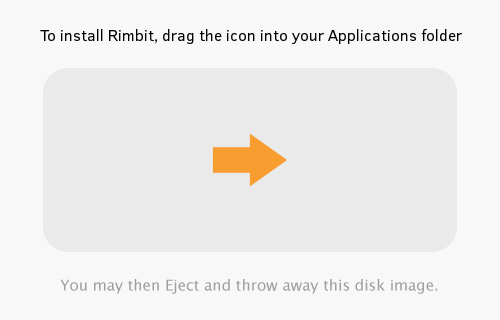 To install Rimbit, drag the icon into your Applications folder
You may then Eject and throw away this disk image.